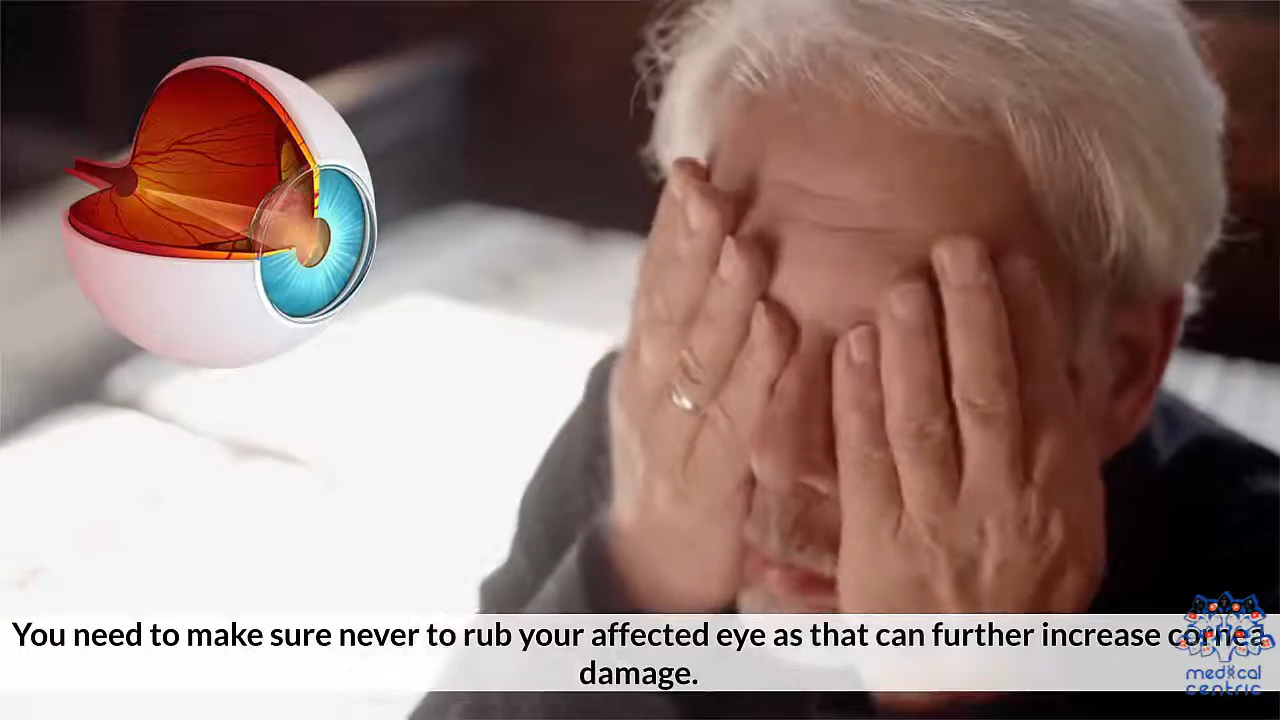 You need to make sure never to rub your affected eye as that can further increase cornea
damage.
medical
centric